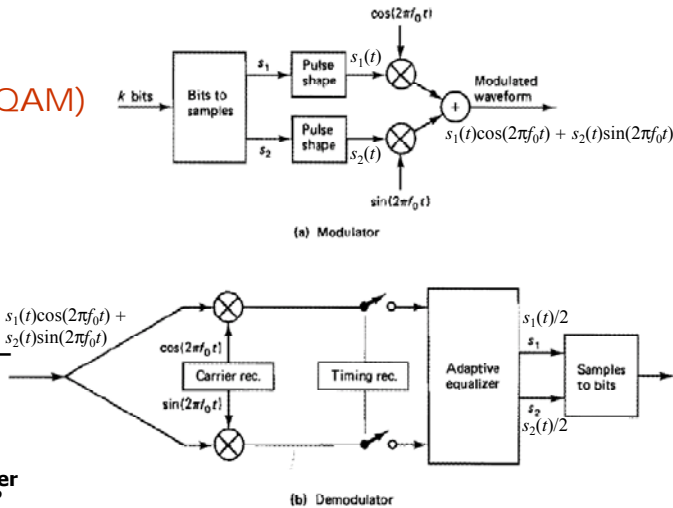 QAM)
cos(2πf₀t)
k bits
Bits to
samples
s₁
Pulse
shape
s₁(t)
s₂
Pulse
shape
s₂(t)
+
Modulated
waveform
s₁(t)cos(2πf₀t) + s₂(t)sin(2πf₀t)
sin(2πf₀t)
(a) Modulator
s₁(t)cos(2πf₀t) +
s₂(t)sin(2πf₀t)
cos(2πf₀t)
Carrier rec.
sin(2πf₀t)
Timing rec.
Adaptive
equalizer
s₁(t)/2
s₁
s₂
s₂(t)/2
Samples
to bits
er
(b) Demodulator